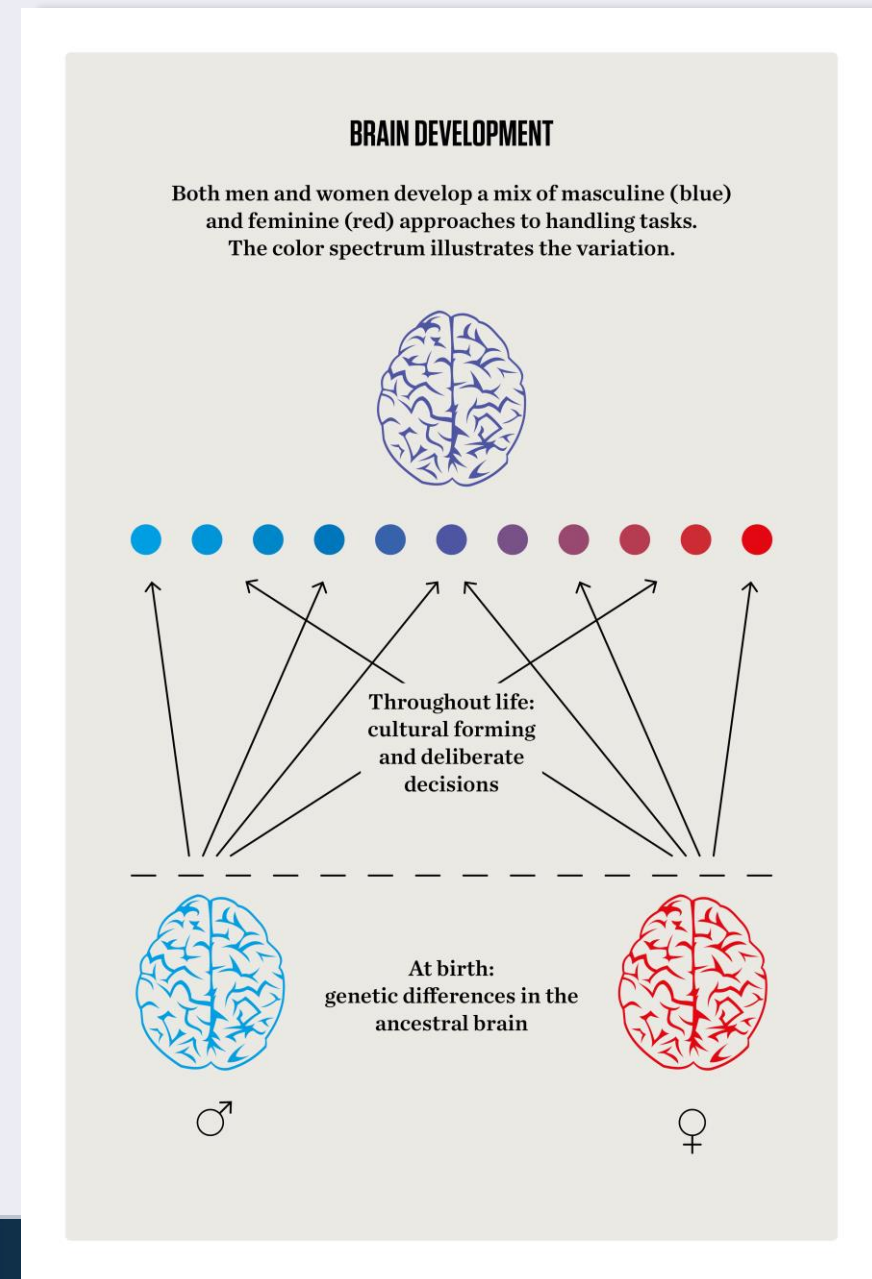 BRAIN DEVELOPMENT
Both men and women develop a mix of masculine (blue)
and feminine (red) approaches to handling tasks.
The color spectrum illustrates the variation.
Throughout life:
cultural forming
and deliberate
decisions
At birth:
genetic differences in the
ancestral brain